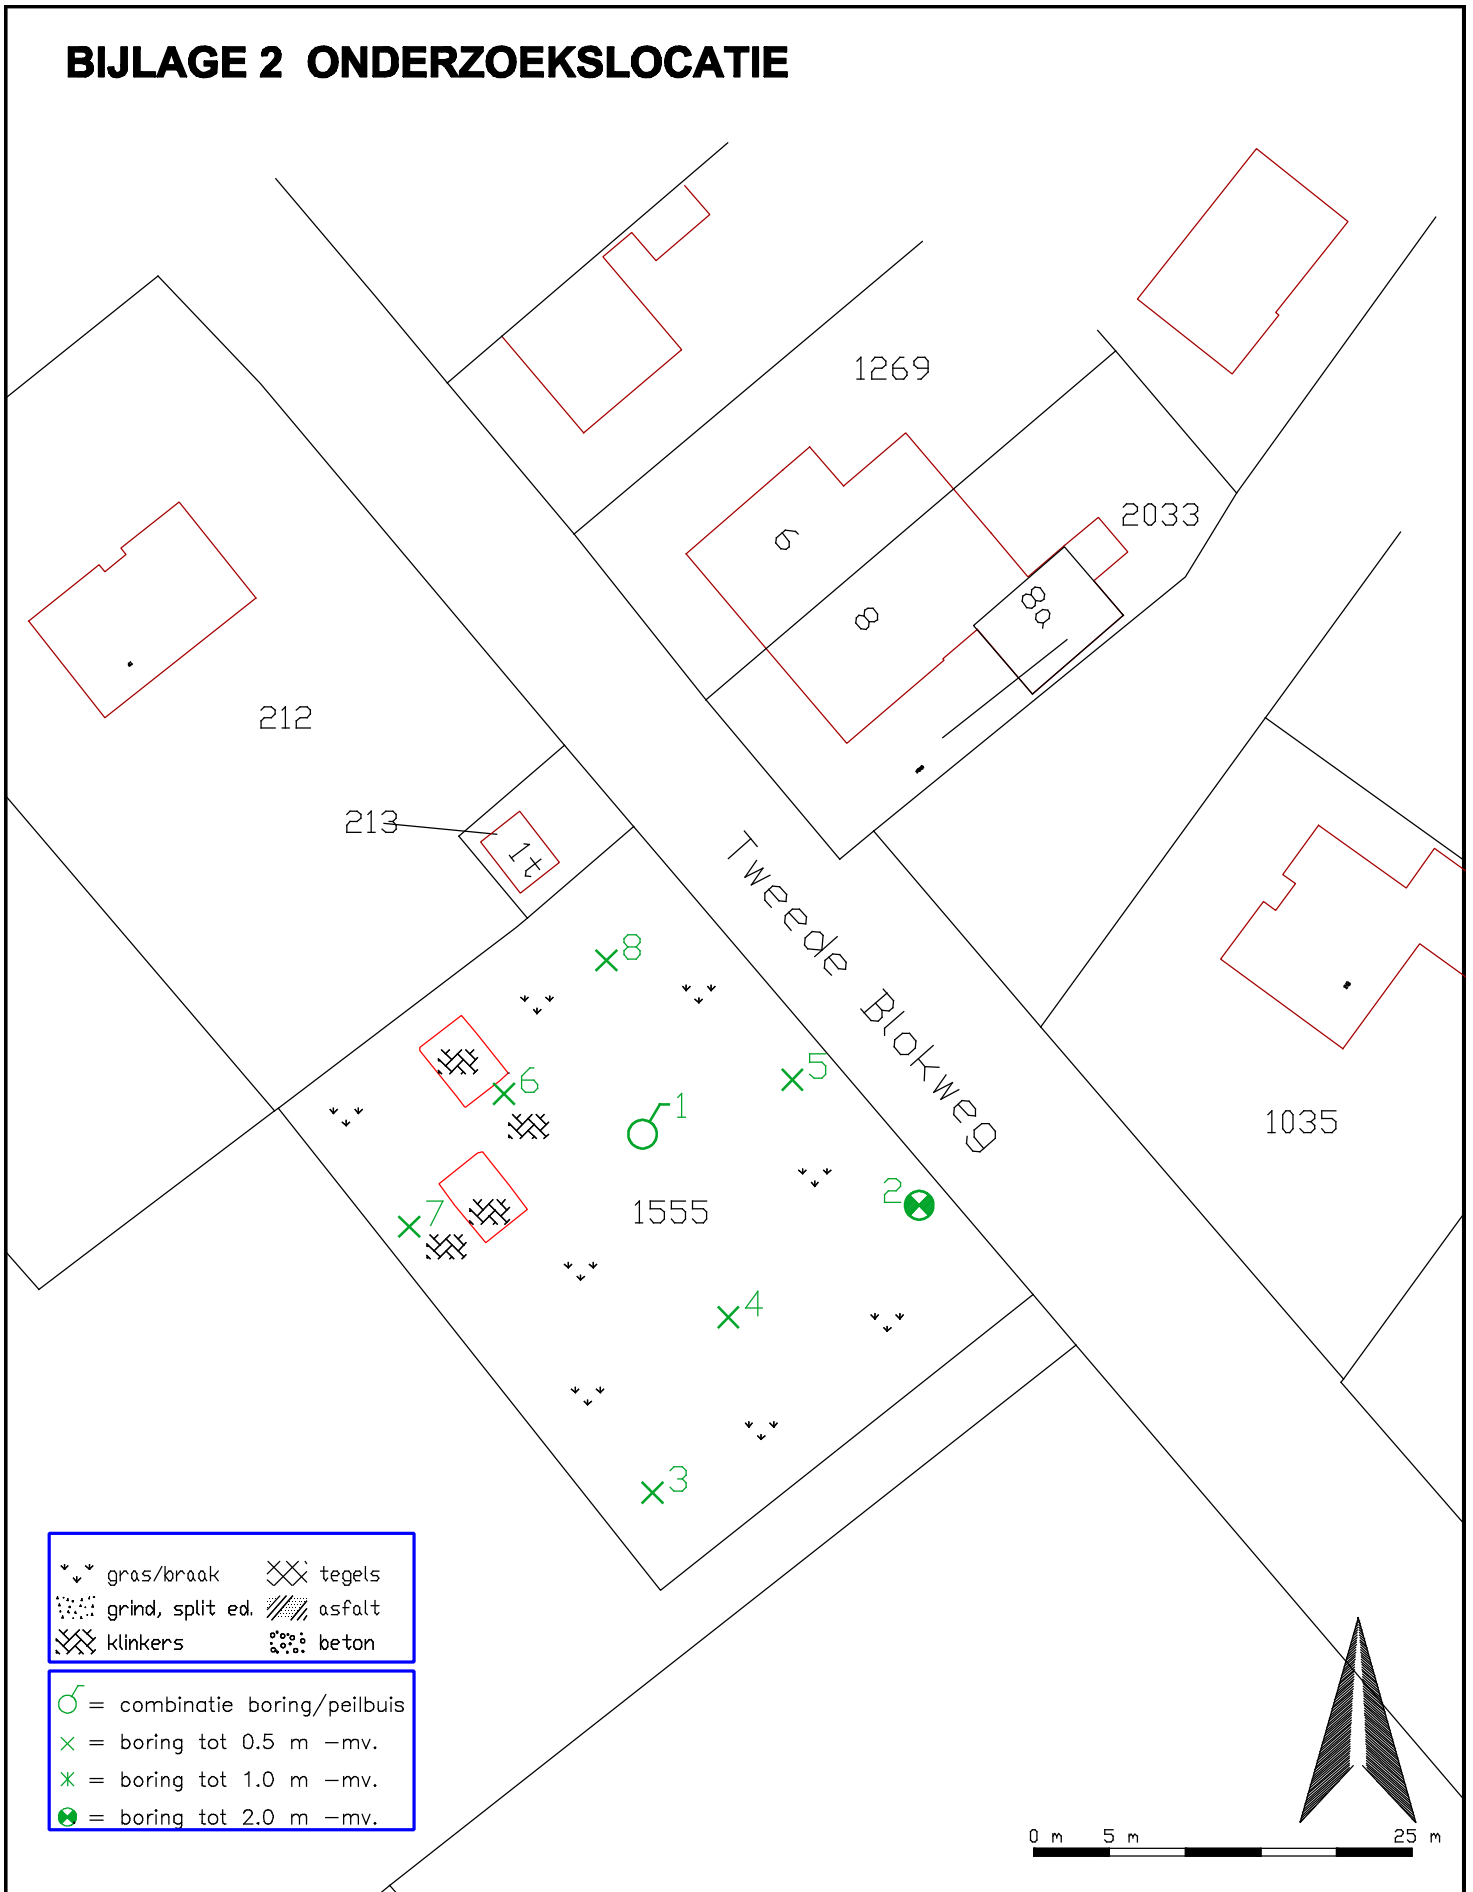 BIJLAGE 2 ONDERZOEKSLOCATIE
1269
2033
6
8
8a
212
213
1t
Tweede Blokweg
8
5
6
1
1035
2
7
1555
4
3
gras/braak
tegels
grind, split ed.
asfalt
klinkers
beton
= combinatie boring/peilbuis
= boring tot 0.5 m -mv.
= boring tot 1.0 m -mv.
= boring tot 2.0 m -mv.
0 m 5 m 25 m